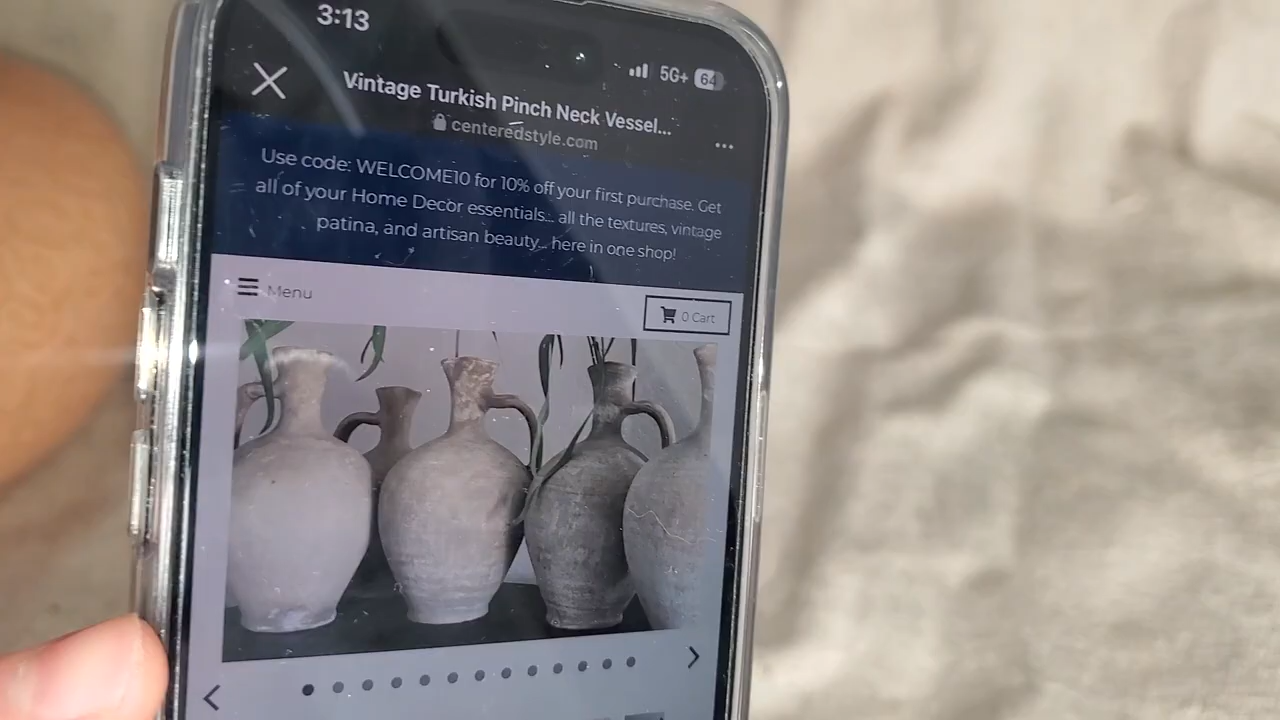 3:13
5G+ 64
Vintage Turkish Pinch Neck Vessel...
centeredstyle.com
Use code: WELCOME10 for 10% off your first purchase. Get
all of your Home Decor essentials... all the textures, vintage
patina, and artisan beauty... here in one shop!
Menu
0 Cart